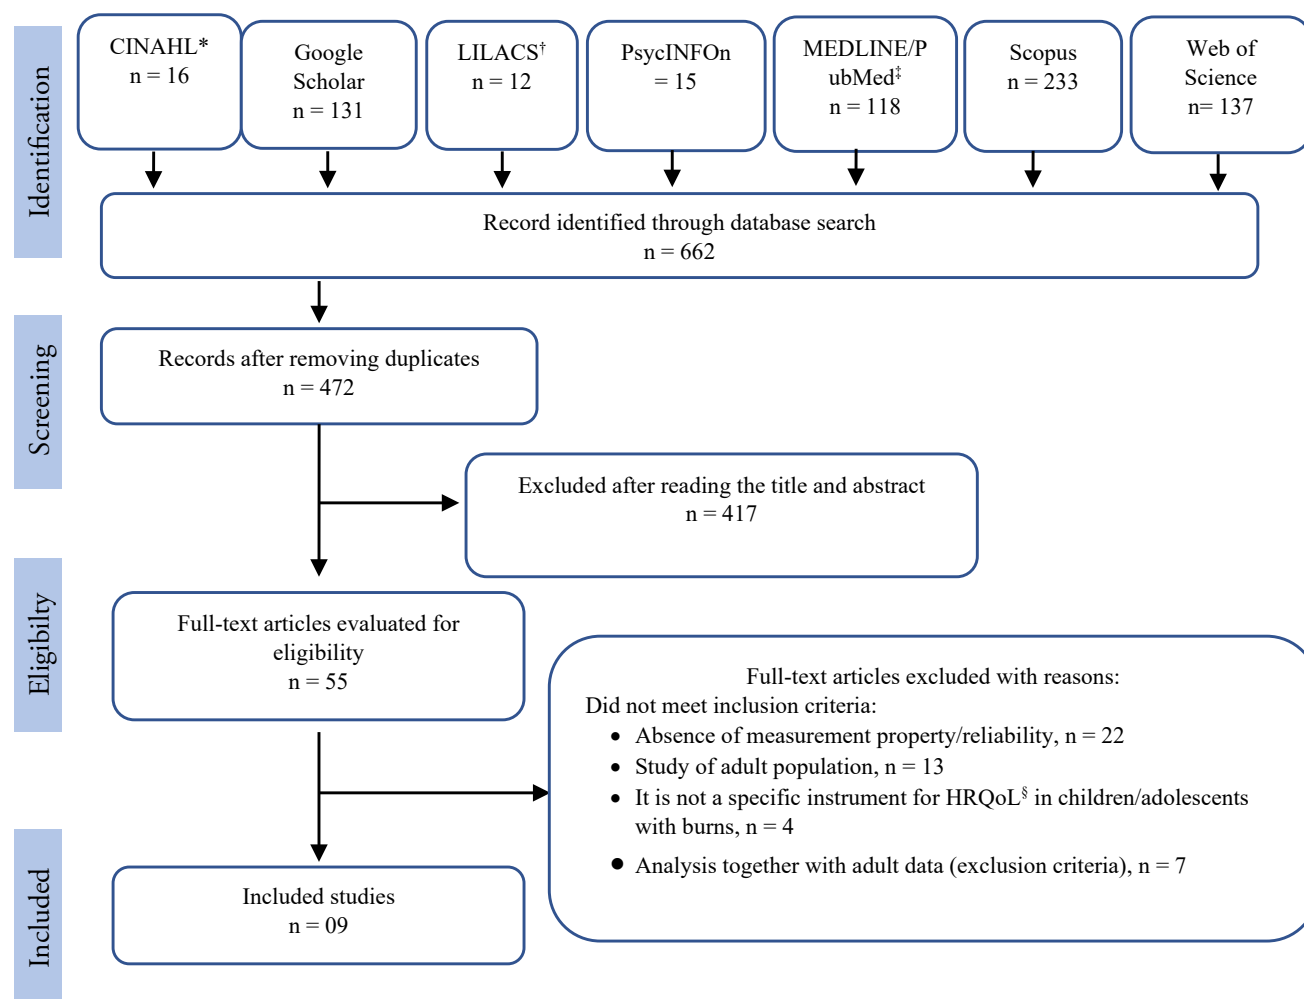 Identification
CINAHL*
n = 16
Google
Scholar
n = 131
LILACS†
n = 12
PsycINFOn
= 15
MEDLINE/P
ubMed‡
n = 118
Scopus
n = 233
Web of
Science
n= 137
Record identified through database search
n = 662
Screening
Records after removing duplicates
n = 472
Excluded after reading the title and abstract
n = 417
Eligibilty
Full-text articles evaluated for
eligibility
n = 55
Full-text articles excluded with reasons:
Did not meet inclusion criteria:
• Absence of measurement property/reliability, n = 22
• Study of adult population, n = 13
• It is not a specific instrument for HRQoL§ in children/adolescents
with burns, n = 4
• Analysis together with adult data (exclusion criteria), n = 7
Included
Included studies
n = 09